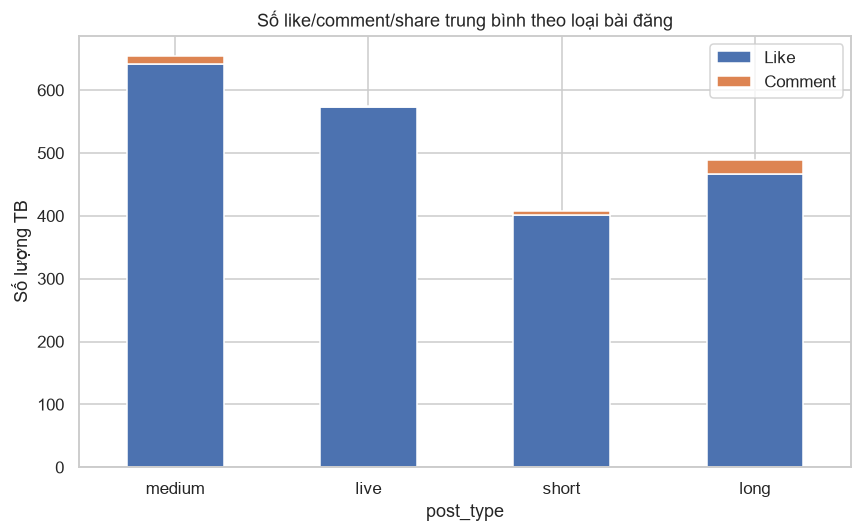 Số like/comment/share trung bình theo loại bài đăng
Like
Comment
Số lượng TB
600
500
400
300
200
100
0
medium
live
short
long
post_type